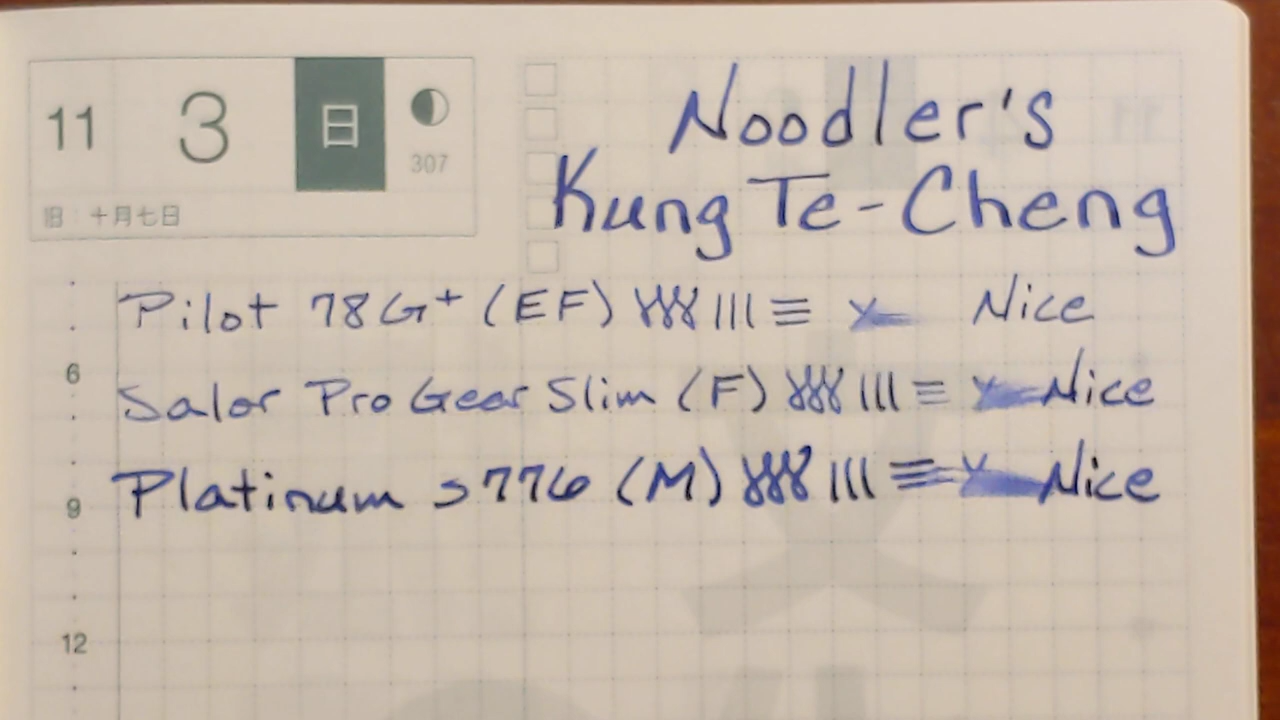 11 3 日
307
旧：十月七日
Noodler's
Kung Te-Cheng
Pilot 78G+ (EF) Nice
6
Salor Pro Gear Slim (F) Nice
Platinum 3776 (M) Nice
9
12